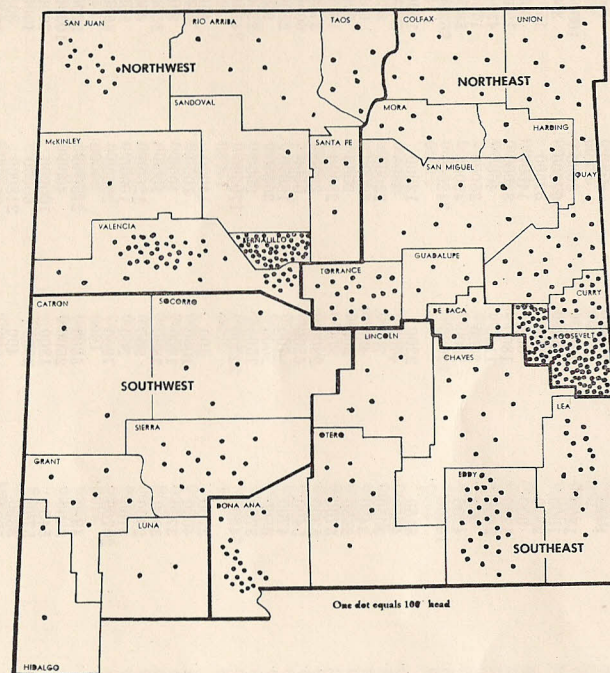 SAN JUAN
RIO ARRIBA
TAOS
COLFAX
UNION
NORTHWEST
NORTHEAST
SANDOVAL
MORA
HARDING
McKINLEY
SANTA FE
SAN MIGUEL
QUAY
VALENCIA
BERNALILLO
TORRANCE
GUADALUPE
CURRY
CATRON
SOCORRO
DE BACA
LINCOLN
ROOSEVELT
CHAVES
SOUTHWEST
LEA
SIERRA
OTERO
GRANT
EDDY
DONA ANA
LUNA
SOUTHEAST
One dot equals 100 head
HIDALGO